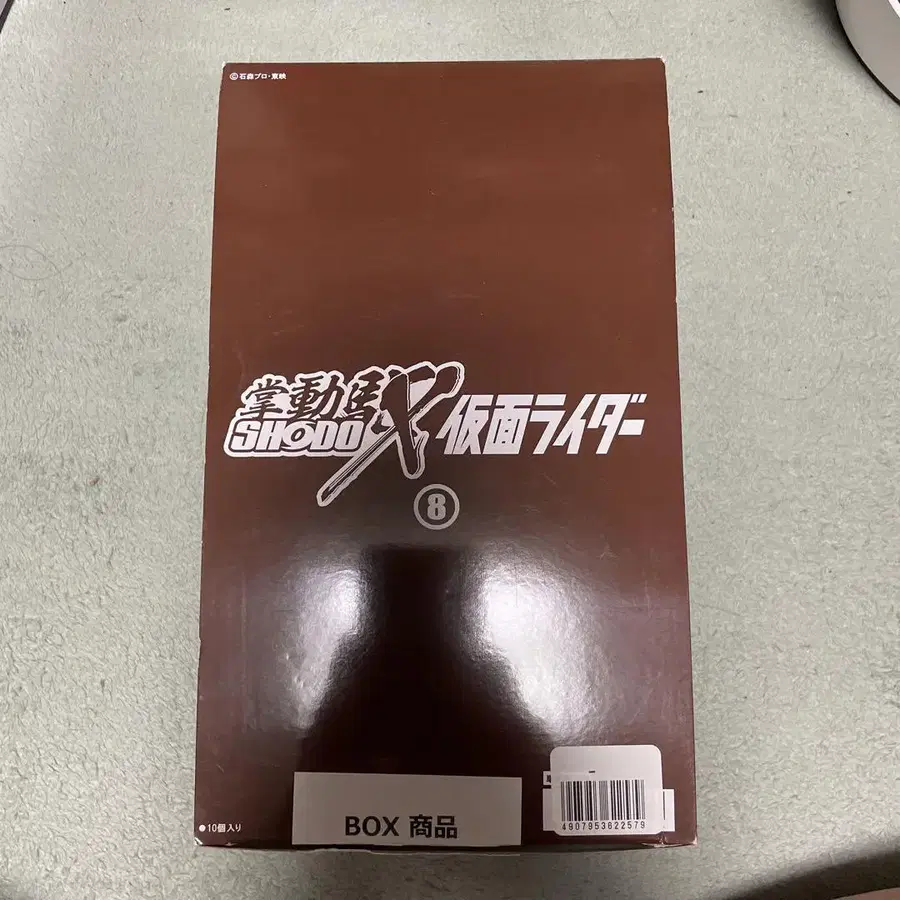 ©石森プロ・東映
掌動駆
SHODO
X
仮面ライダー
8
●10個入り
BOX 商品
4907953622579